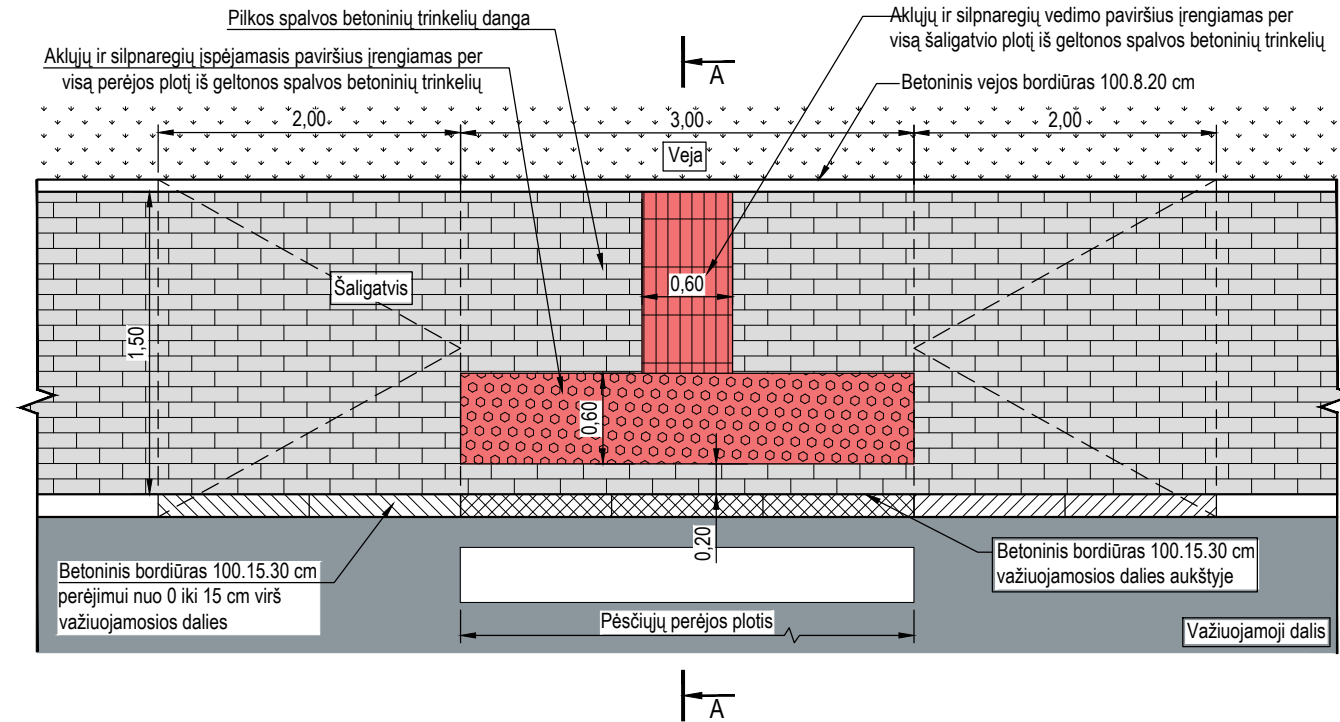 Pilkos spalvos betoninių trinkelių danga
Aklųjų ir silpnaregių įspėjamasis paviršius įrengiamas per
visą perėjos plotį iš geltonos spalvos betoninių trinkelių
A
Aklųjų ir silpnaregių vedimo paviršius įrengiamas per
visą šaligatvio plotį iš geltonos spalvos betoninių trinkelių
Betoninis vejos bordiūras 100.8.20 cm
2,00
3,00
2,00
Veja
Šaligatvis
0,60
1,50
0,60
0,20
Betoninis bordiūras 100.15.30 cm
perėjimui nuo 0 iki 15 cm virš
važiuojamosios dalies
Betoninis bordiūras 100.15.30 cm
važiuojamosios dalies aukštyje
Pėsčiųjų perėjos plotis
Važiuojamoji dalis
A